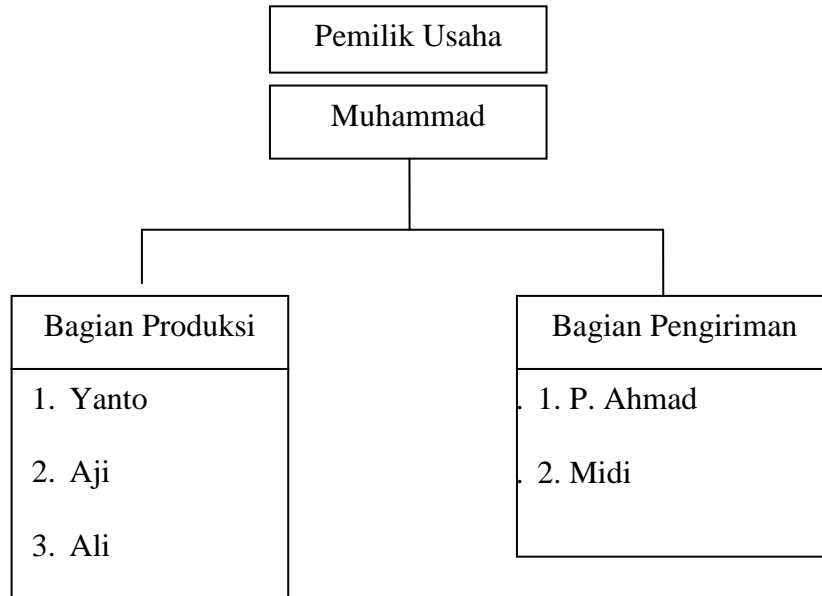 Pemilik Usaha
Muhammad
Bagian Produksi
1. Yanto
2. Aji
3. Ali
Bagian Pengiriman
. 1. P. Ahmad
. 2. Midi